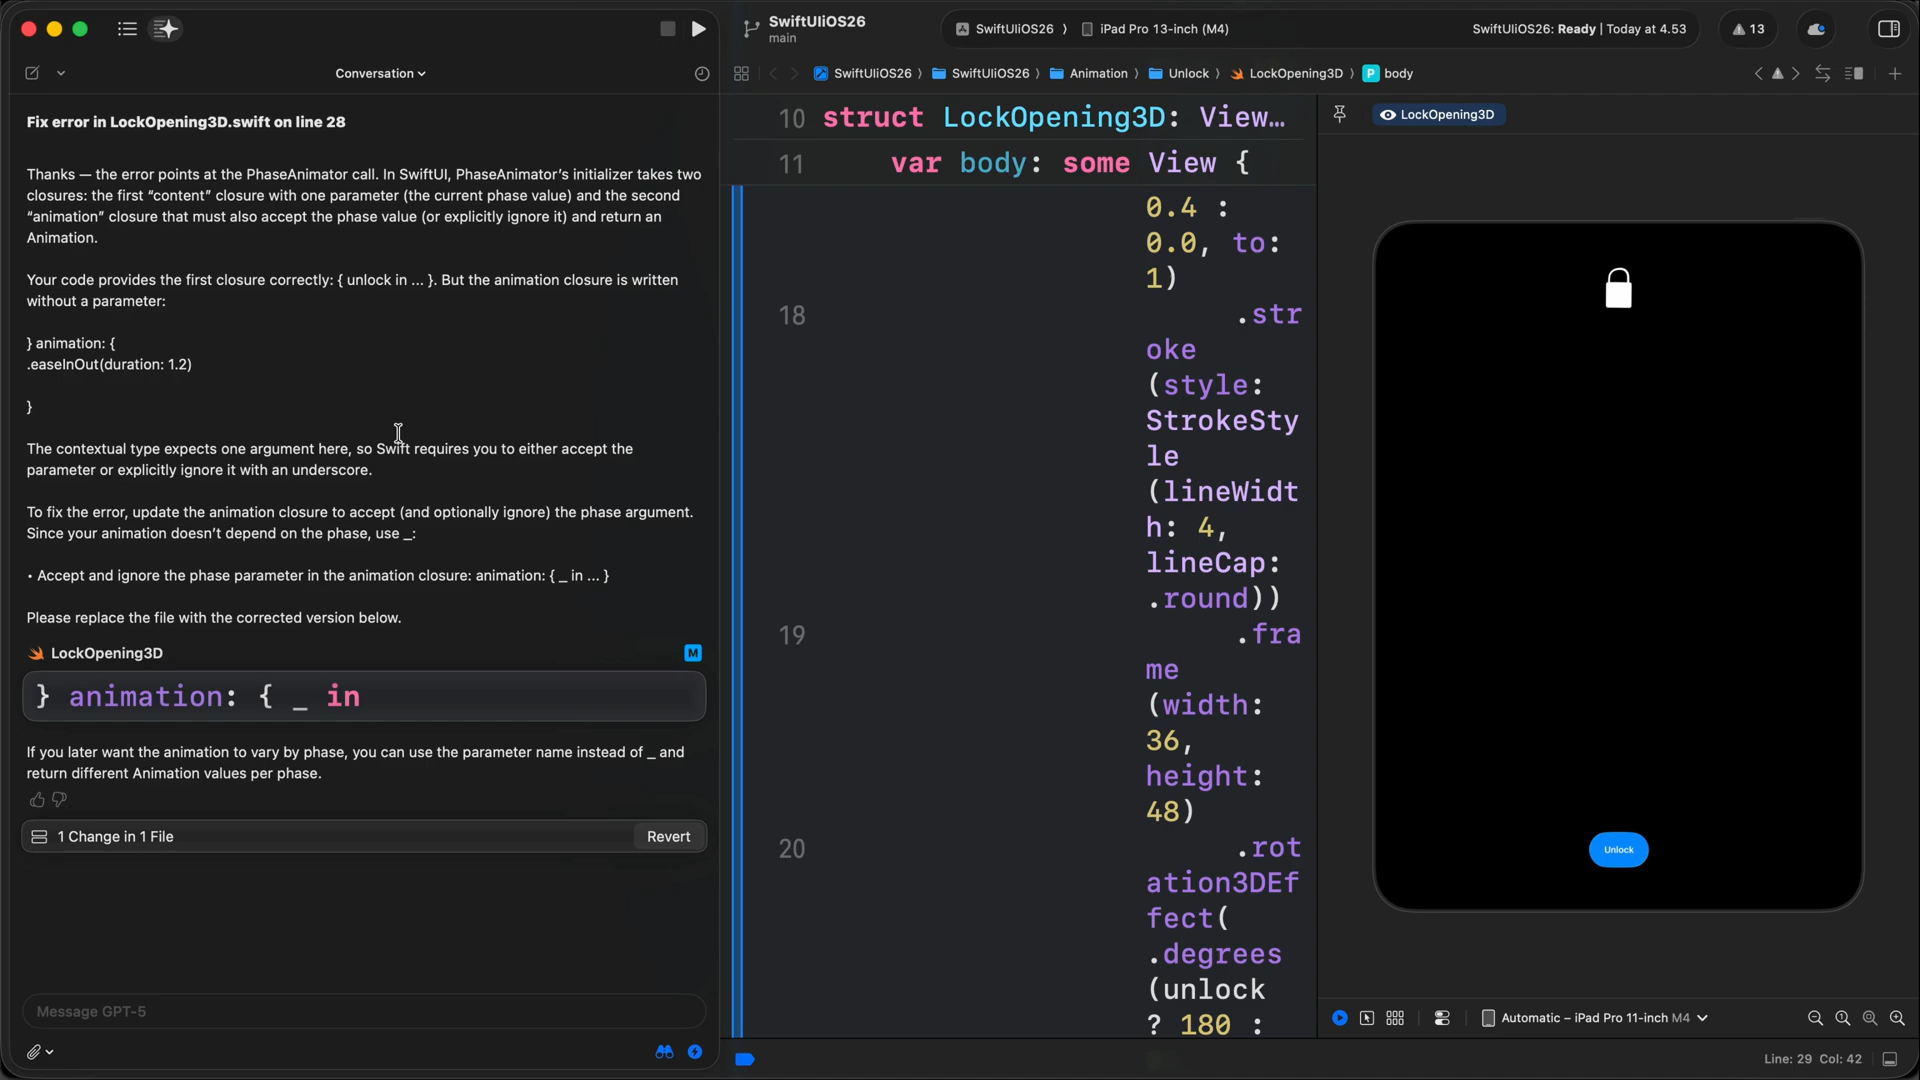 SwiftUIiOS26
main
SwiftUIiOS26 〉 iPad Pro 13-inch (M4)
SwiftUIiOS26: Ready | Today at 4.53
13
Conversation
SwiftUIiOS26 〉 SwiftUIiOS26 〉 Animation 〉 Unlock 〉 LockOpening3D 〉 P body
Fix error in LockOpening3D.swift on line 28
Thanks — the error points at the PhaseAnimator call. In SwiftUI, PhaseAnimator’s initializer takes two
closures: the first “content” closure with one parameter (the current phase value) and the second
“animation” closure that must also accept the phase value (or explicitly ignore it) and return an
Animation.
Your code provides the first closure correctly: { unlock in ... }. But the animation closure is written
without a parameter:
} animation: {
.easeInOut(duration: 1.2)
}
The contextual type expects one argument here, so Swift requires you to either accept the
parameter or explicitly ignore it with an underscore.
To fix the error, update the animation closure to accept (and optionally ignore) the phase argument.
Since your animation doesn’t depend on the phase, use _:
• Accept and ignore the phase parameter in the animation closure: animation: { _ in ... }
Please replace the file with the corrected version below.
LockOpening3D
M
} animation: { _ in
If you later want the animation to vary by phase, you can use the parameter name instead of _ and
return different Animation values per phase.
1 Change in 1 File
Revert
Message GPT-5
10 struct LockOpening3D: View…
11 var body: some View {
0.4 :
0.0, to:
1)
18 .str
oke
(style:
StrokeSty
le
(lineWidt
h: 4,
lineCap:
.round))
19 .fra
me
(width:
36,
height:
48)
20 .rot
ation3DEf
fect(
.degrees
(unlock
? 180 :
LockOpening3D
Unlock
Automatic – iPad Pro 11-inch M4
Line: 29 Col: 42